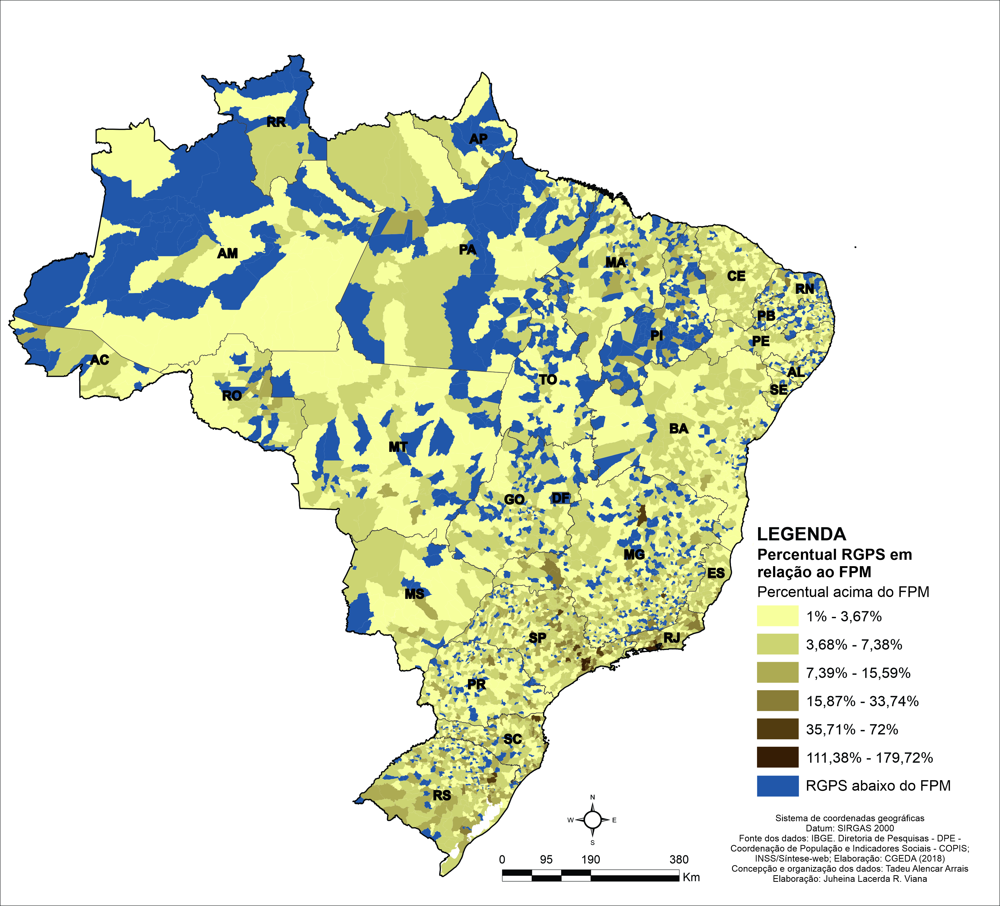 RR
AP
AM
PA
MA
CE
RN
PB
PI
PE
AC
AL
TO
SE
RO
BA
MT
GO
DF
MG
ES
MS
SP
RJ
PR
SC
RS
LEGENDA
Percentual RGPS em
relação ao FPM
Percentual acima do FPM
1% - 3,67%
3,68% - 7,38%
7,39% - 15,59%
15,87% - 33,74%
35,71% - 72%
111,38% - 179,72%
RGPS abaixo do FPM
N
W E
S
0 95 190 380
Km
Sistema de coordenadas geográficas
Datum: SIRGAS 2000
Fonte dos dados: IBGE. Diretoria de Pesquisas - DPE -
Coordenação de População e Indicadores Sociais - COPIS;
INSS/Síntese-web; Elaboração: CGEDA (2018)
Concepção e organização dos dados: Tadeu Alencar Arrais
Elaboração: Juheina Lacerda R. Viana